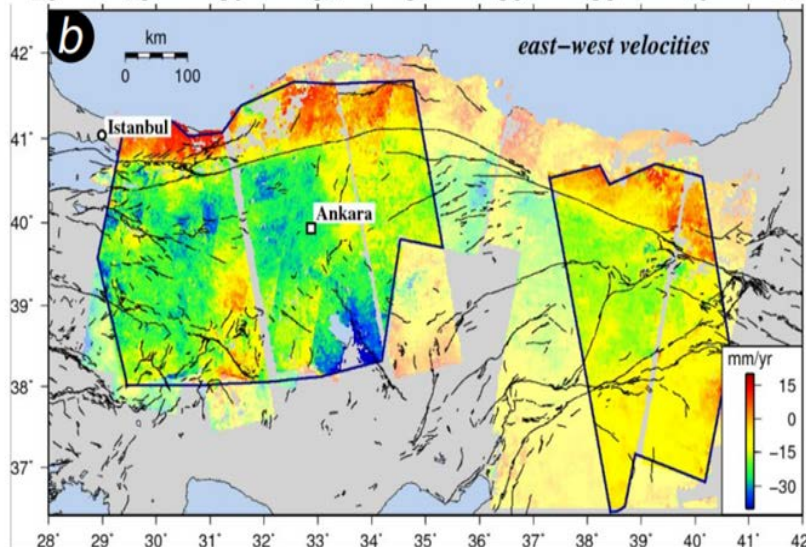 b
km
0 100
east-west velocities
Istanbul
Ankara
mm/yr
15
0
-15
-30
42˚
41˚
40˚
39˚
38˚
37˚
28˚ 29˚ 30˚ 31˚ 32˚ 33˚ 34˚ 35˚ 36˚ 37˚ 38˚ 39˚ 40˚ 41˚ 42